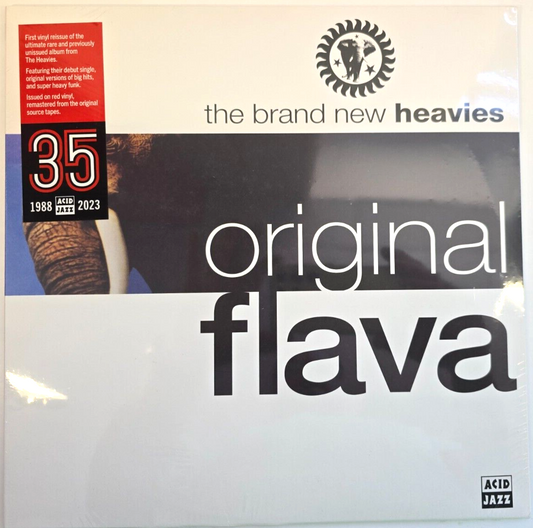 First vinyl reissue of the
ultimate rare and previously
unissued album from
The Heavies.
Featuring their debut single,
original versions of big hits,
and super heavy funk.
Issued on red vinyl,
remastered from the original
source tapes.
35
1988 ACID JAZZ 2023
the brand new heavies
original
flava
ACID
JAZZ